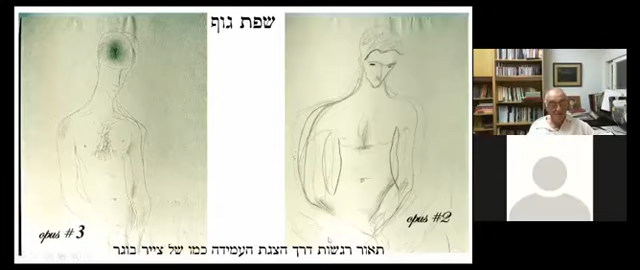 שפת גוף
opus #3
opus #2
תאור רגשות דרך הצגת העמידה כמו של צייר בוגר